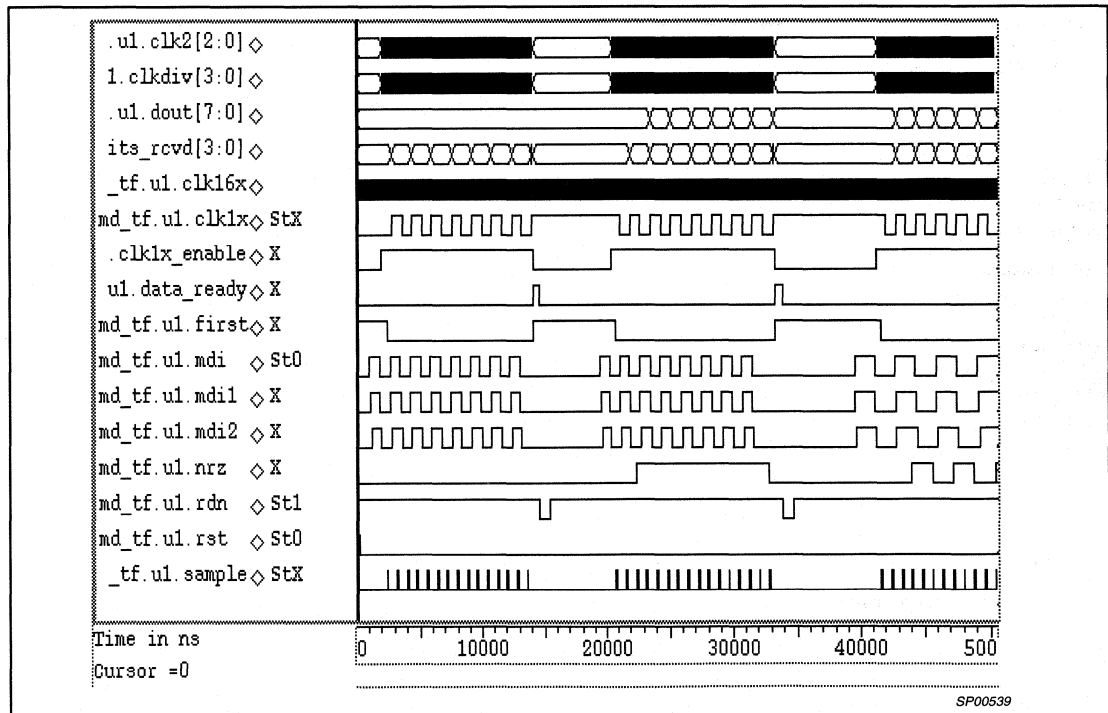 .u1.clk2[2:0]
1.clkdiv[3:0]
.u1.dout[7:0]
its_rcvd[3:0]
_tf.u1.clk16x
md_tf.u1.clk1x StX
.clk1x_enable X
u1.data_ready X
md_tf.u1.first X
md_tf.u1.mdi St0
md_tf.u1.mdi1 X
md_tf.u1.mdi2 X
md_tf.u1.nrz X
md_tf.u1.rdn St1
md_tf.u1.rst St0
_tf.u1.sample StX
Time in ns 0 10000 20000 30000 40000 500
Cursor =0
SP00539